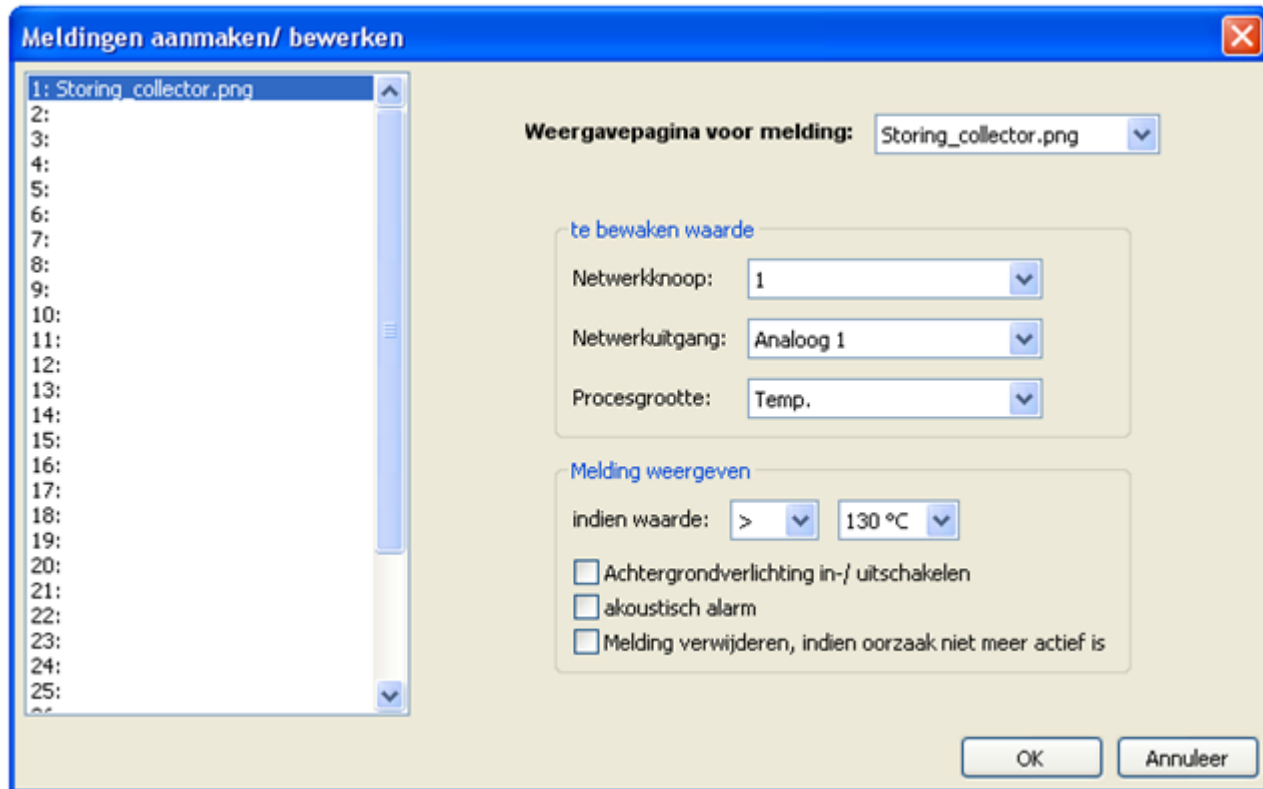 Meldingen aanmaken/ bewerken
1: Storing_collector.png
2:
3:
4:
5:
6:
7:
8:
9:
10:
11:
12:
13:
14:
15:
16:
17:
18:
19:
20:
21:
22:
23:
24:
25:
Weergavepagina voor melding: Storing_collector.png
te bewaken waarde
Netwerkknoop: 1
Netwerkuitgang: Analoog 1
Procesgrootte: Temp.
Melding weergeven
indien waarde: > 130 °C
Achtergrondverlichting in-/ uitschakelen
akoustisch alarm
Melding verwijderen, indien oorzaak niet meer actief is
OK Annuleer